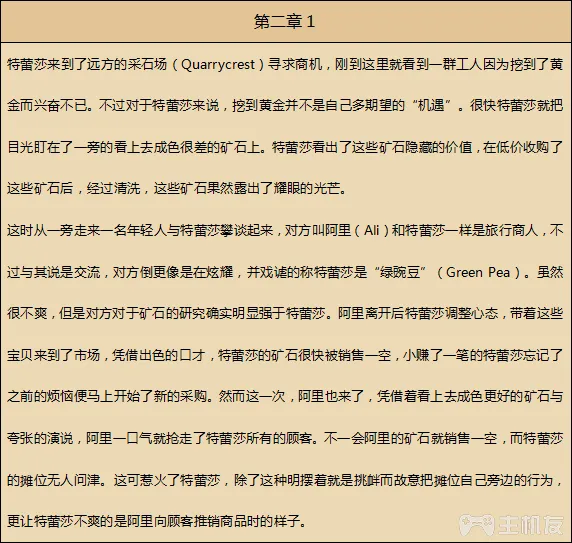 第二章 1
特蕾莎来到了远方的采石场（Quarrycrest）寻求商机，刚到这里就看到一群工人因为挖到了黄
金而兴奋不已。不过对于特蕾莎来说，挖到黄金并不是自己多期望的“机遇”。很快特蕾莎就把
目光盯在了一旁的看上去成色很差的矿石上。特蕾莎看出了这些矿石隐藏的价值，在低价收购了
这些矿石后，经过清洗，这些矿石果然露出了耀眼的光芒。
这时从一旁走来一名年轻人与特蕾莎攀谈起来，对方叫阿里（Ali）和特蕾莎一样是旅行商人，不
过与其说是交流，对方倒更像是在炫耀，并戏谑的称特蕾莎是“绿豌豆”（Green Pea）。虽然
很不爽，但是对方对于矿石的研究确实明显强于特蕾莎。阿里离开后特蕾莎调整心态，带着这些
宝贝来到了市场，凭借出色的口才，特蕾莎的矿石很快被销售一空，小赚了一笔的特蕾莎忘记了
之前的烦恼便马上开始了新的采购。然而这一次，阿里也来了，凭借着看上去成色更好的矿石与
夸张的演说，阿里一口气就抢走了特蕾莎所有的顾客。不一会阿里的矿石就销售一空，而特蕾莎
的摊位无人问津。这可惹火了特蕾莎，除了这种明摆着就是挑衅而故意把摊位自己旁边的行为，
更让特蕾莎不爽的是阿里向顾客推销商品时的样子。
主机友